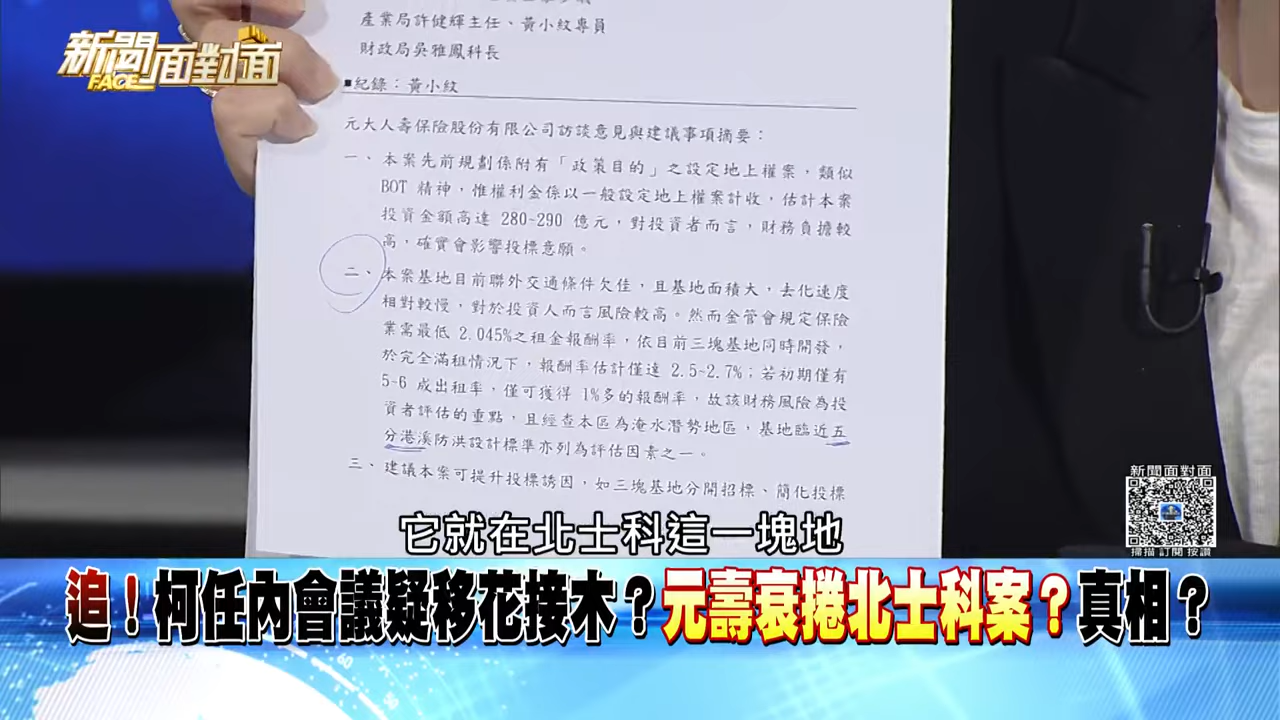 產業局許健輝主任、黃小紋專員
財政局吳雅鳳科長
■紀錄：黃小紋
元大人壽保險股份有限公司訪談意見與建議事項摘要：
一、本案先前規劃係附有「政策目的」之設定地上權案，類似
BOT 精神，惟權利金係以一般設定地上權案計收，估計本案
投資金額高達 280~290 億元，對投資者而言，財務負擔較
高，確實會影響投標意願。
二、本案基地目前聯外交通條件欠佳，且基地面積大，去化速度
相對較慢，對於投資人而言風險較高。然而金管會規定保險
業需最低 2.045%之租金報酬率，依目前三塊基地同時開發，
於完全滿租情況下，報酬率估計僅達 2.5~2.7%；若初期僅有
5~6 成出租率，僅可獲得 1%多的報酬率，故該財務風險為投
資者評估的重點，且經查本區為淹水潛勢地區，基地臨近五
分港溪防洪設計標準亦列為評估因素之一。
三、建議本案可提升投標誘因，如三塊基地分開招標、簡化投標
新聞面對面
FACE
新聞面對面
掃描 訂閱 按讚
它就在北士科這一塊地
追！柯任內會議疑移花接木？元壽衰捲北士科案？真相？